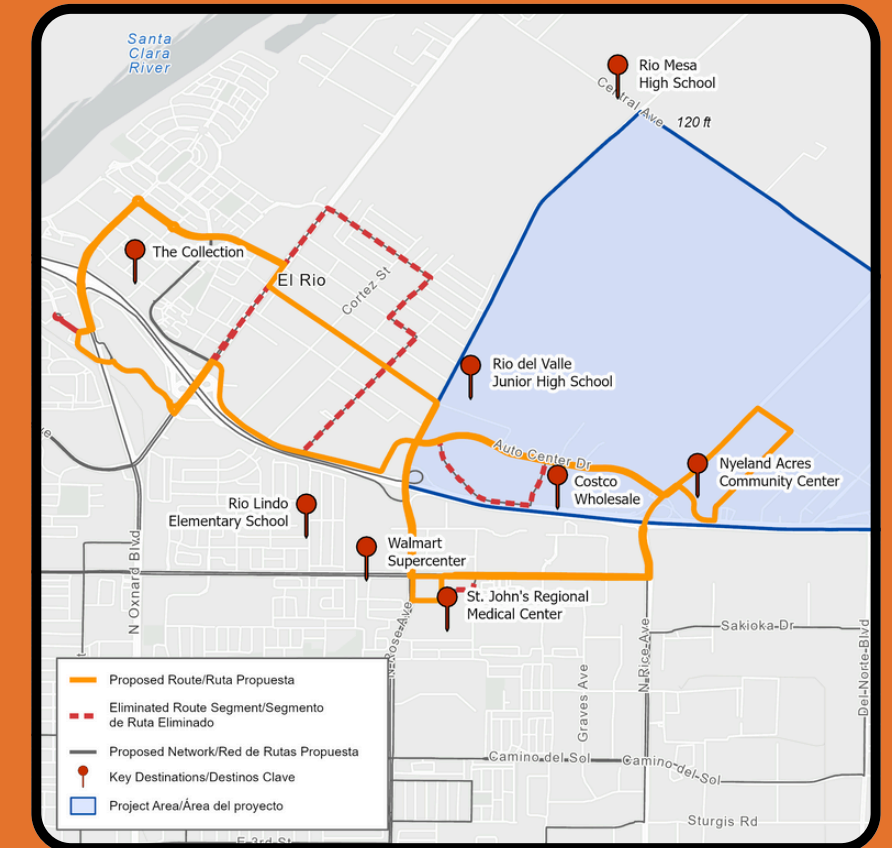 Santa
Clara
River
Rio Mesa
High School
Central Ave
120 ft
The Collection
El Rio
Cortez St
Rio del Valle
Junior High School
Auto Center Dr
Nyeland Acres
Community Center
Costco
Wholesale
Rio Lindo
Elementary School
Walmart
Supercenter
St. John's Regional
Medical Center
N Oxnard Blvd
N Rose Ave
N Rice Ave
Graves Ave
Sakioka Dr
Del Norte Blvd
Camino del Sol
Camino del Sol
Sturgis Rd
E 3rd St
Proposed Route/Ruta Propuesta
Eliminated Route Segment/Segmento
de Ruta Eliminado
Proposed Network/Red de Rutas Propuesta
Key Destinations/Destinos Clave
Project Area/Área del proyecto